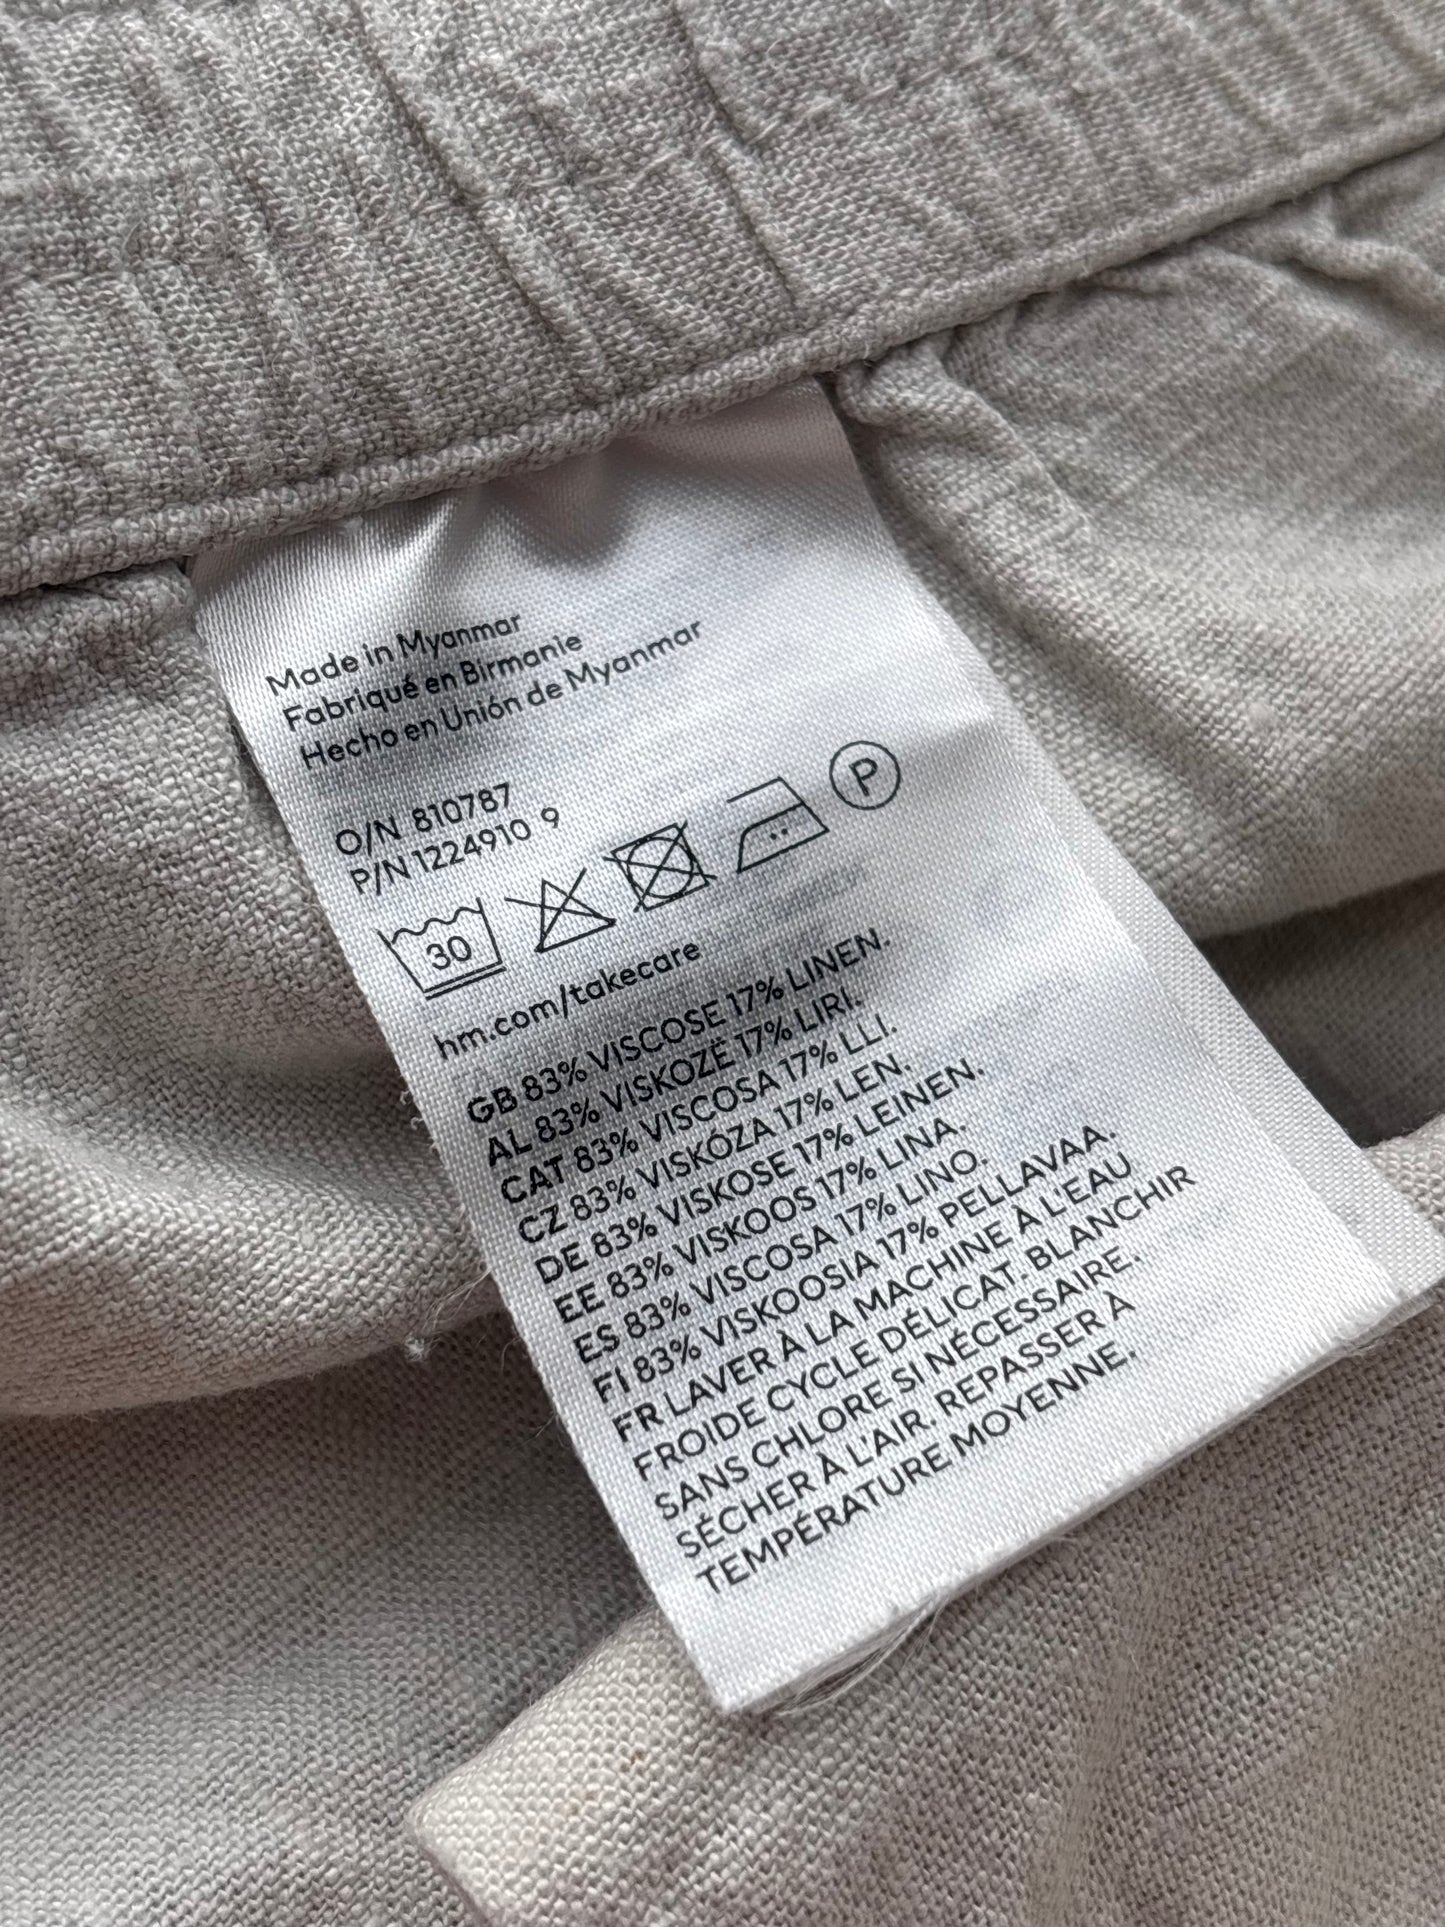 Made in Myanmar
Fabriqué en Birmanie
Hecho en Unión de Myanmar
O/N 810787
P/N 1224910 9
30 P
hm.com/takecare
GB 83% VISCOSE 17% LINEN.
AL 83% VISKOZË 17% LIRI.
CAT 83% VISCOSA 17% LLI.
CZ 83% VISKÓZA 17% LEN.
DE 83% VISKOSE 17% LEINEN.
EE 83% VISKOOS 17% LINA.
ES 83% VISCOSA 17% LINO.
FI 83% VISKOOSIA 17% PELLAVAA.
FR LAVER À LA MACHINE À L'EAU
FROIDE CYCLE DÉLICAT. BLANCHIR
SANS CHLORE SI NÉCESSAIRE.
SÉCHER À L'AIR. REPASSER À
TEMPÉRATURE MOYENNE.